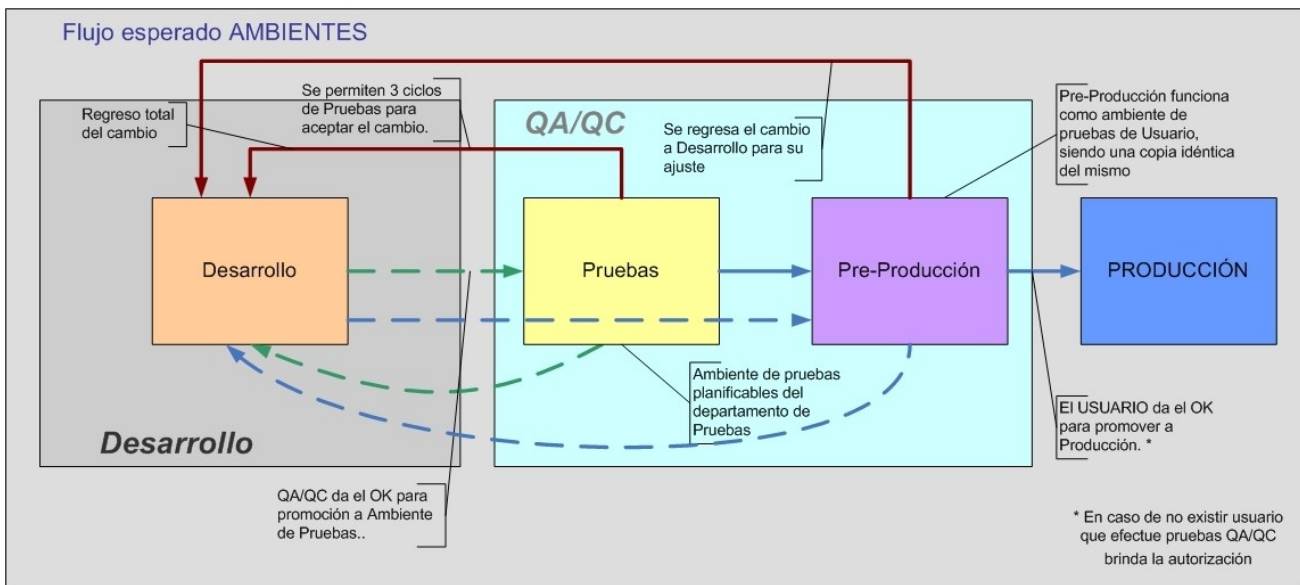 Flujo esperado AMBIENTES
Regreso total
del cambio
Se permiten 3 ciclos
de Pruebas para
aceptar el cambio.
QA/QC
Se regresa el cambio
a Desarrollo para su
ajuste
Pre-Producción funciona
como ambiente de
pruebas de Usuario,
siendo una copia idéntica
del mismo
Desarrollo
Pruebas
Pre-Producción
PRODUCCIÓN
Ambiente de pruebas
planificables del
departamento de
Pruebas
El USUARIO da el OK
para promover a
Producción. *
Desarrollo
QA/QC da el OK para
promoción a Ambiente
de Pruebas..
* En caso de no existir usuario
que efectue pruebas QA/QC
brinda la autorización